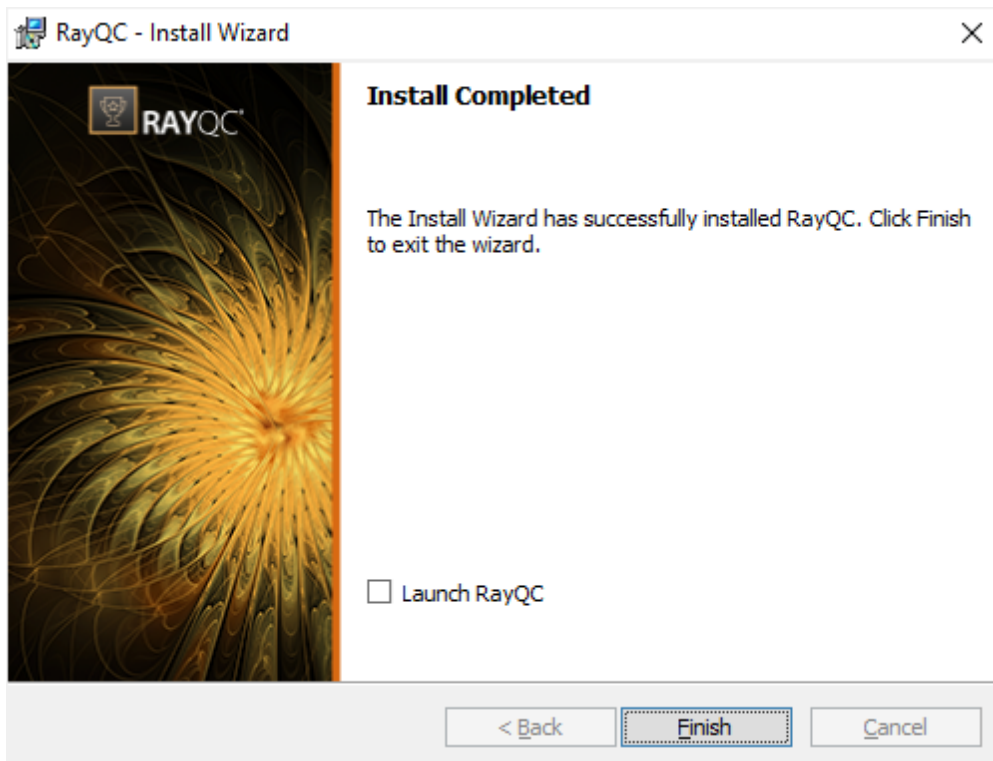 RayQC - Install Wizard
RAYQC
Install Completed
The Install Wizard has successfully installed RayQC. Click Finish
to exit the wizard.
Launch RayQC
< Back
Finish
Cancel